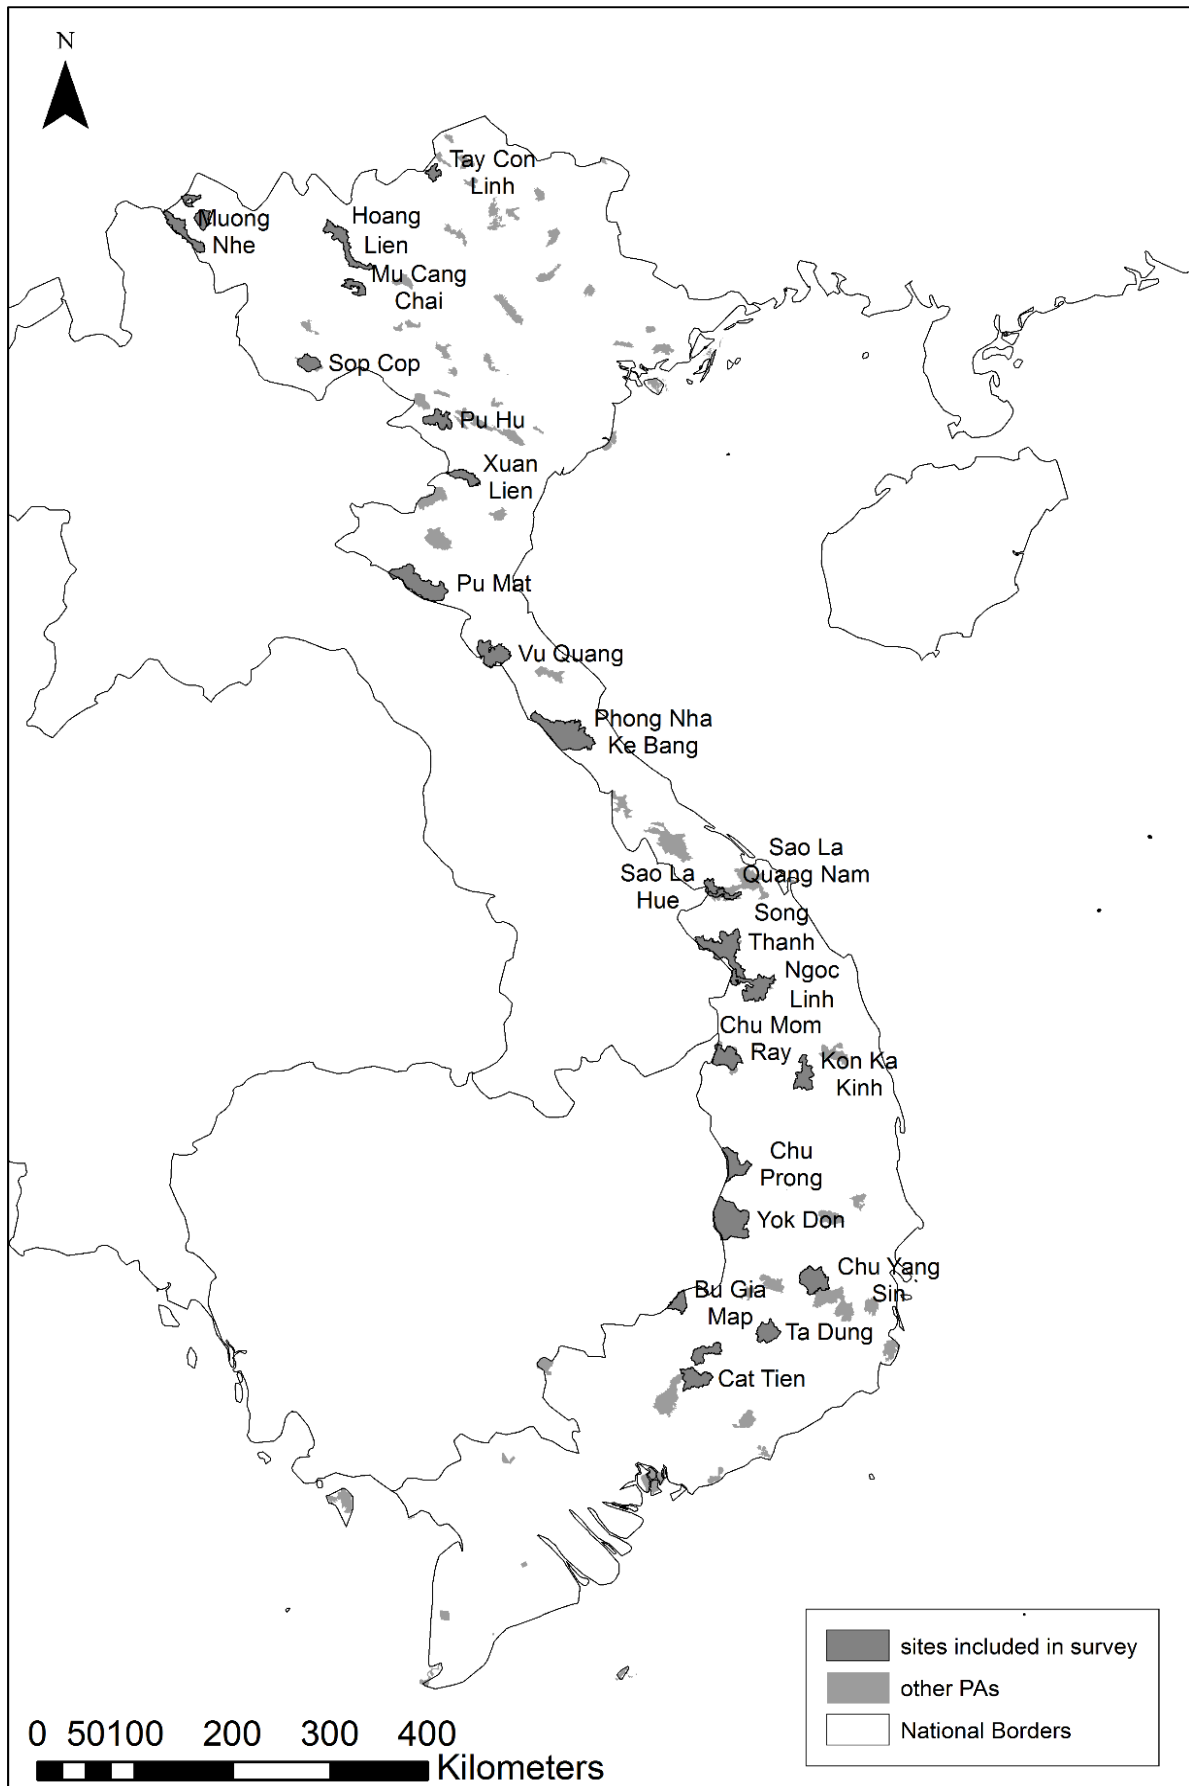 N
Tay Con
Linh
Muong
Nhe
Hoang
Lien
Mu Cang
Chai
Sop Cop
Pu Hu
Xuan
Lien
Pu Mat
Vu Quang
Phong Nha
Ke Bang
Sao La
Quang Nam
Sao La
Hue
Song
Thanh
Ngoc
Linh
Chu Mom
Ray
Kon Ka
Kinh
Chu
Prong
Yok Don
Chu Yang
Sin
Bu Gia
Map
Ta Dung
Cat Tien
sites included in survey
other PAs
National Borders
0 50 100 200 300 400
Kilometers